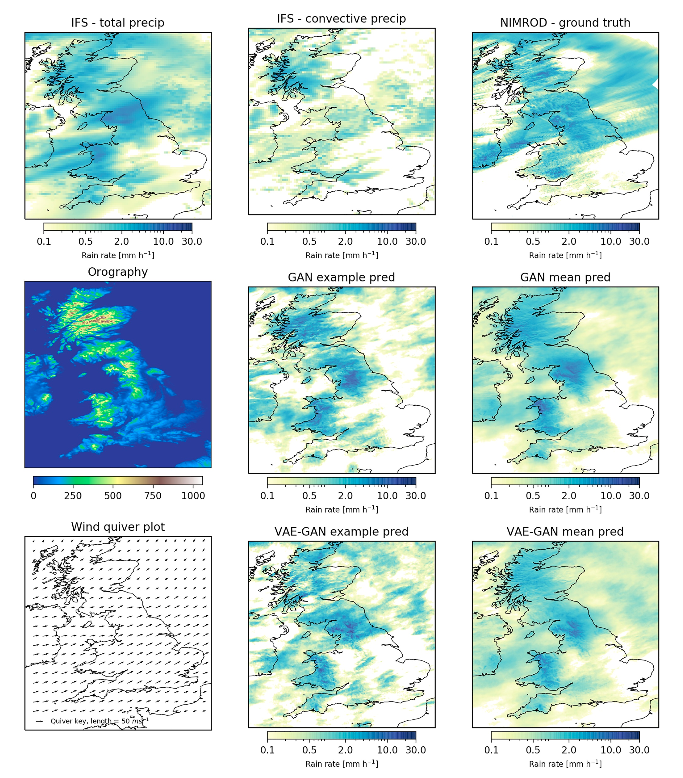 IFS - total precip
IFS - convective precip
NIMROD - ground truth
0.1 0.5 2.0 10.0 30.0
Rain rate [mm h⁻¹]
0.1 0.5 2.0 10.0 30.0
Rain rate [mm h⁻¹]
0.1 0.5 2.0 10.0 30.0
Rain rate [mm h⁻¹]
Orography
GAN example pred
GAN mean pred
0 250 500 750 1000
0.1 0.5 2.0 10.0 30.0
Rain rate [mm h⁻¹]
0.1 0.5 2.0 10.0 30.0
Rain rate [mm h⁻¹]
Wind quiver plot
VAE-GAN example pred
VAE-GAN mean pred
Quiver key, length = 50 ms⁻¹
0.1 0.5 2.0 10.0 30.0
Rain rate [mm h⁻¹]
0.1 0.5 2.0 10.0 30.0
Rain rate [mm h⁻¹]